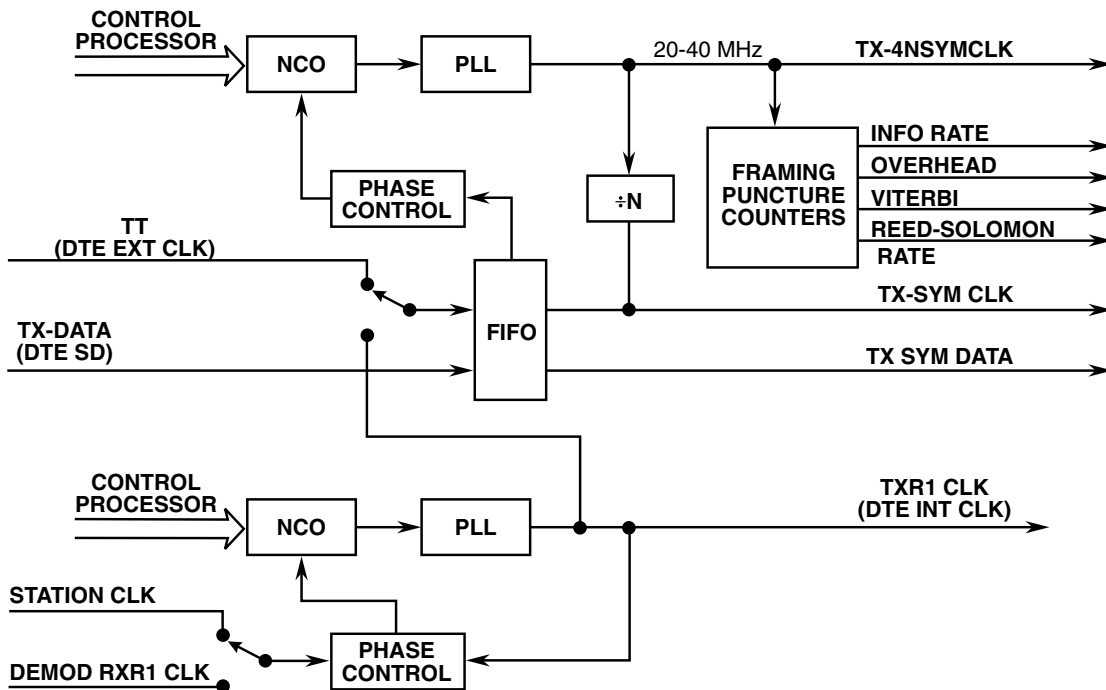 CONTROL
PROCESSOR
NCO
PLL
20-40 MHz
TX-4NSYMCLK
FRAMING
PUNCTURE
COUNTERS
INFO RATE
OVERHEAD
VITERBI
REED-SOLOMON
RATE
PHASE
CONTROL
÷N
TT
(DTE EXT CLK)
TX-DATA
(DTE SD)
FIFO
TX-SYM CLK
TX SYM DATA
CONTROL
PROCESSOR
NCO
PLL
TXR1 CLK
(DTE INT CLK)
STATION CLK
DEMOD RXR1 CLK
PHASE
CONTROL